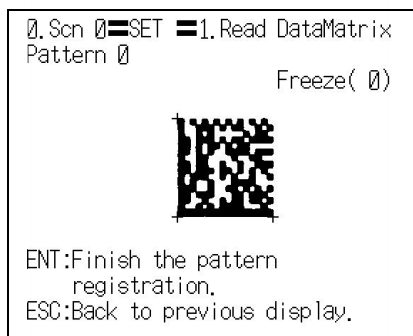 0.Scn 0=SET =1.Read DataMatrix
Pattern 0
Freeze( 0)
ENT:Finish the pattern
registration.
ESC:Back to previous display.